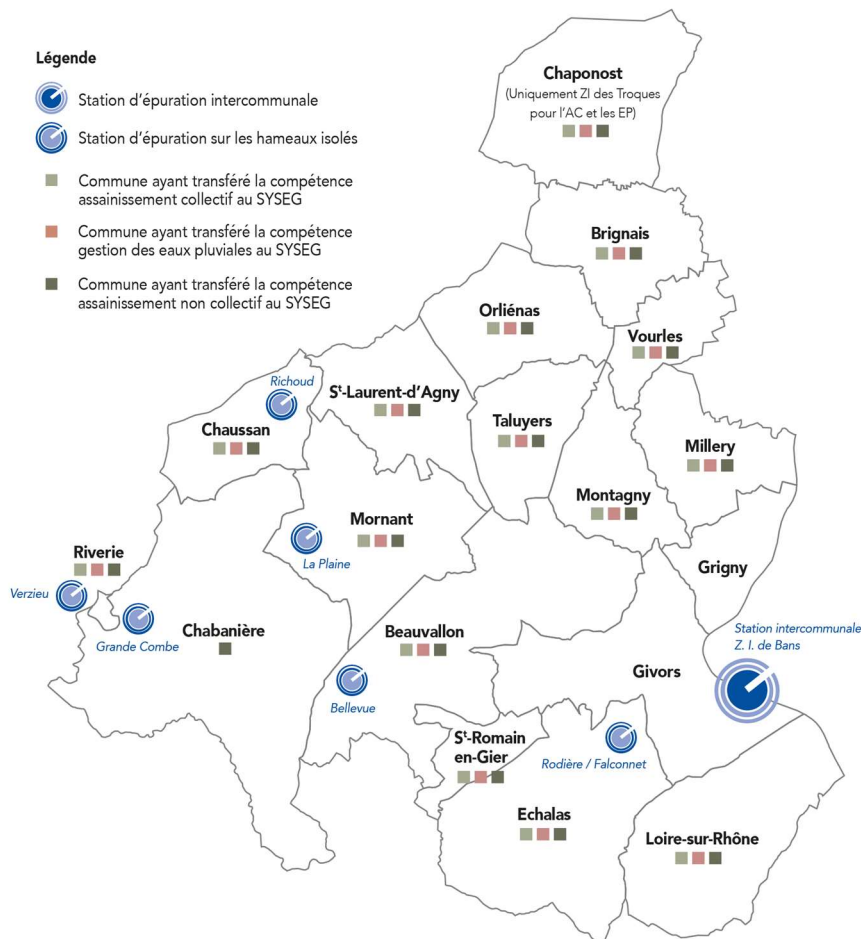 Légende
Station d'épuration intercommunale
Station d'épuration sur les hameaux isolés
Commune ayant transféré la compétence
assainissement collectif au SYSEG
Commune ayant transféré la compétence
gestion des eaux pluviales au SYSEG
Commune ayant transféré la compétence
assainissement non collectif au SYSEG
Chaponost
(Uniquement ZI des Troques
pour l'AC et les EP)
Brignais
Orliénas
Vourles
Richoud
St-Laurent-d'Agny
Chaussan
Taluyers
Millery
Montagny
Mornant
La Plaine
Riverie
Grigny
Verzieu
Grande Combe
Chabanière
Beauvallon
Station intercommunale
Z. I. de Bans
Givors
Bellevue
St-Romain
en-Gier
Rodière / Falconnet
Echalas
Loire-sur-Rhône